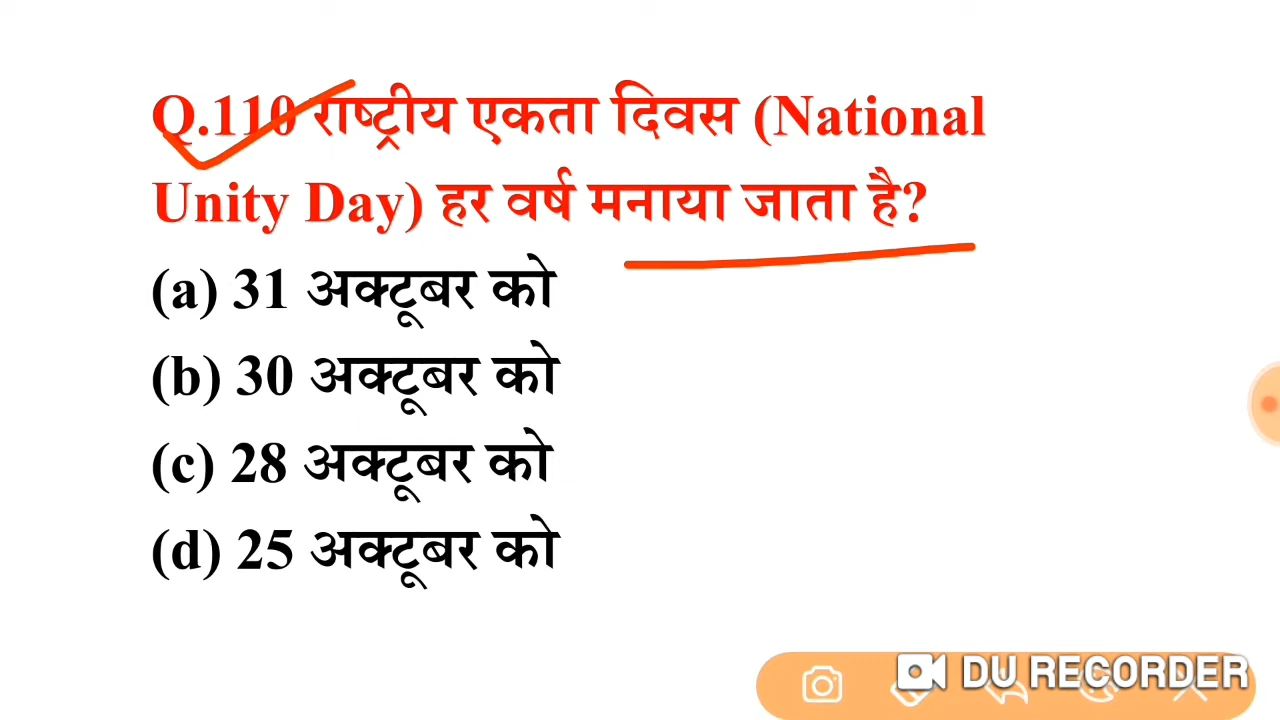 Q.110 राष्ट्रीय एकता दिवस (National
Unity Day) हर वर्ष मनाया जाता है?
(a) 31 अक्टूबर को
(b) 30 अक्टूबर को
(c) 28 अक्टूबर को
(d) 25 अक्टूबर को
DU RECORDER